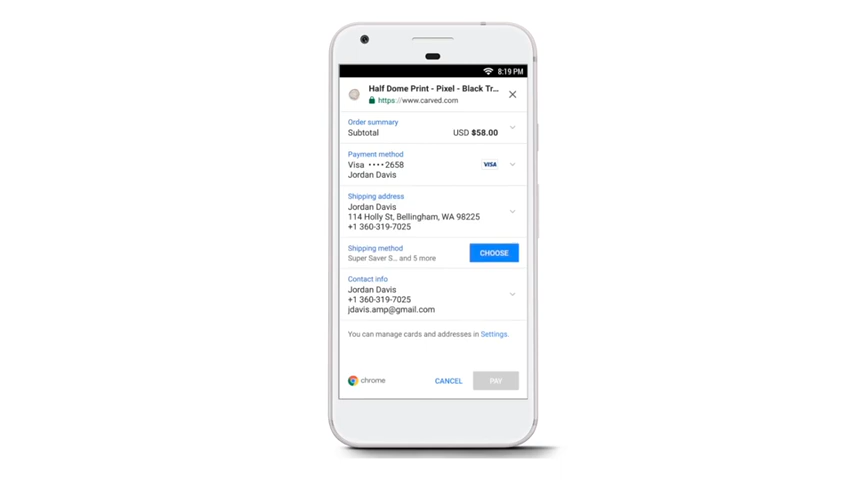 8:19 PM
Half Dome Print - Pixel - Black Tr...
https://www.carved.com
Order summary
Subtotal USD $58.00
Payment method
Visa ····2658 VISA
Jordan Davis
Shipping address
Jordan Davis
114 Holly St, Bellingham, WA 98225
+1 360-319-7025
Shipping method
Super Saver S... and 5 more CHOOSE
Contact info
Jordan Davis
+1 360-319-7025
jdavis.amp@gmail.com
You can manage cards and addresses in Settings.
chrome CANCEL PAY